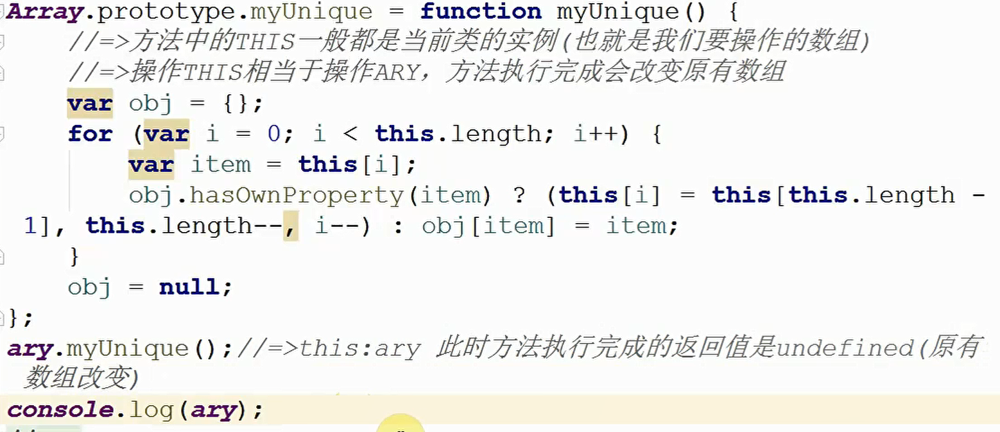 Array.prototype.myUnique = function myUnique() {
//=>方法中的THIS一般都是当前类的实例(也就是我们要操作的数组)
//=>操作THIS相当于操作ARY，方法执行完成会改变原有数组
var obj = {};
for (var i = 0; i < this.length; i++) {
var item = this[i];
obj.hasOwnProperty(item) ? (this[i] = this[this.length -
1], this.length--, i--) : obj[item] = item;
}
obj = null;
};
ary.myUnique();//=>this:ary 此时方法执行完成的返回值是undefined(原有
数组改变)
console.log(ary);